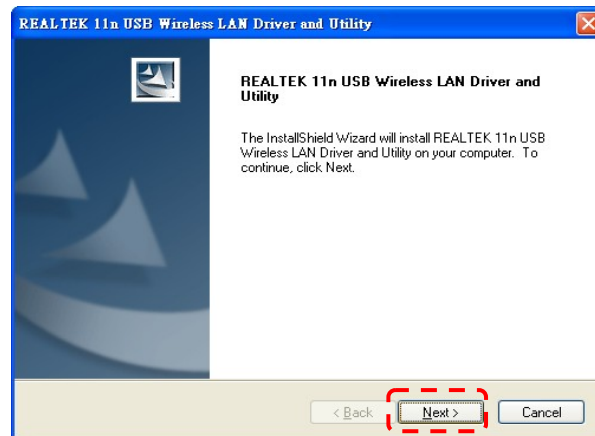 REALTEK 11n USB Wireless LAN Driver and Utility
REALTEK 11n USB Wireless LAN Driver and
Utility
The InstallShield Wizard will install REALTEK 11n USB
Wireless LAN Driver and Utility on your computer. To
continue, click Next.
< Back Next > Cancel